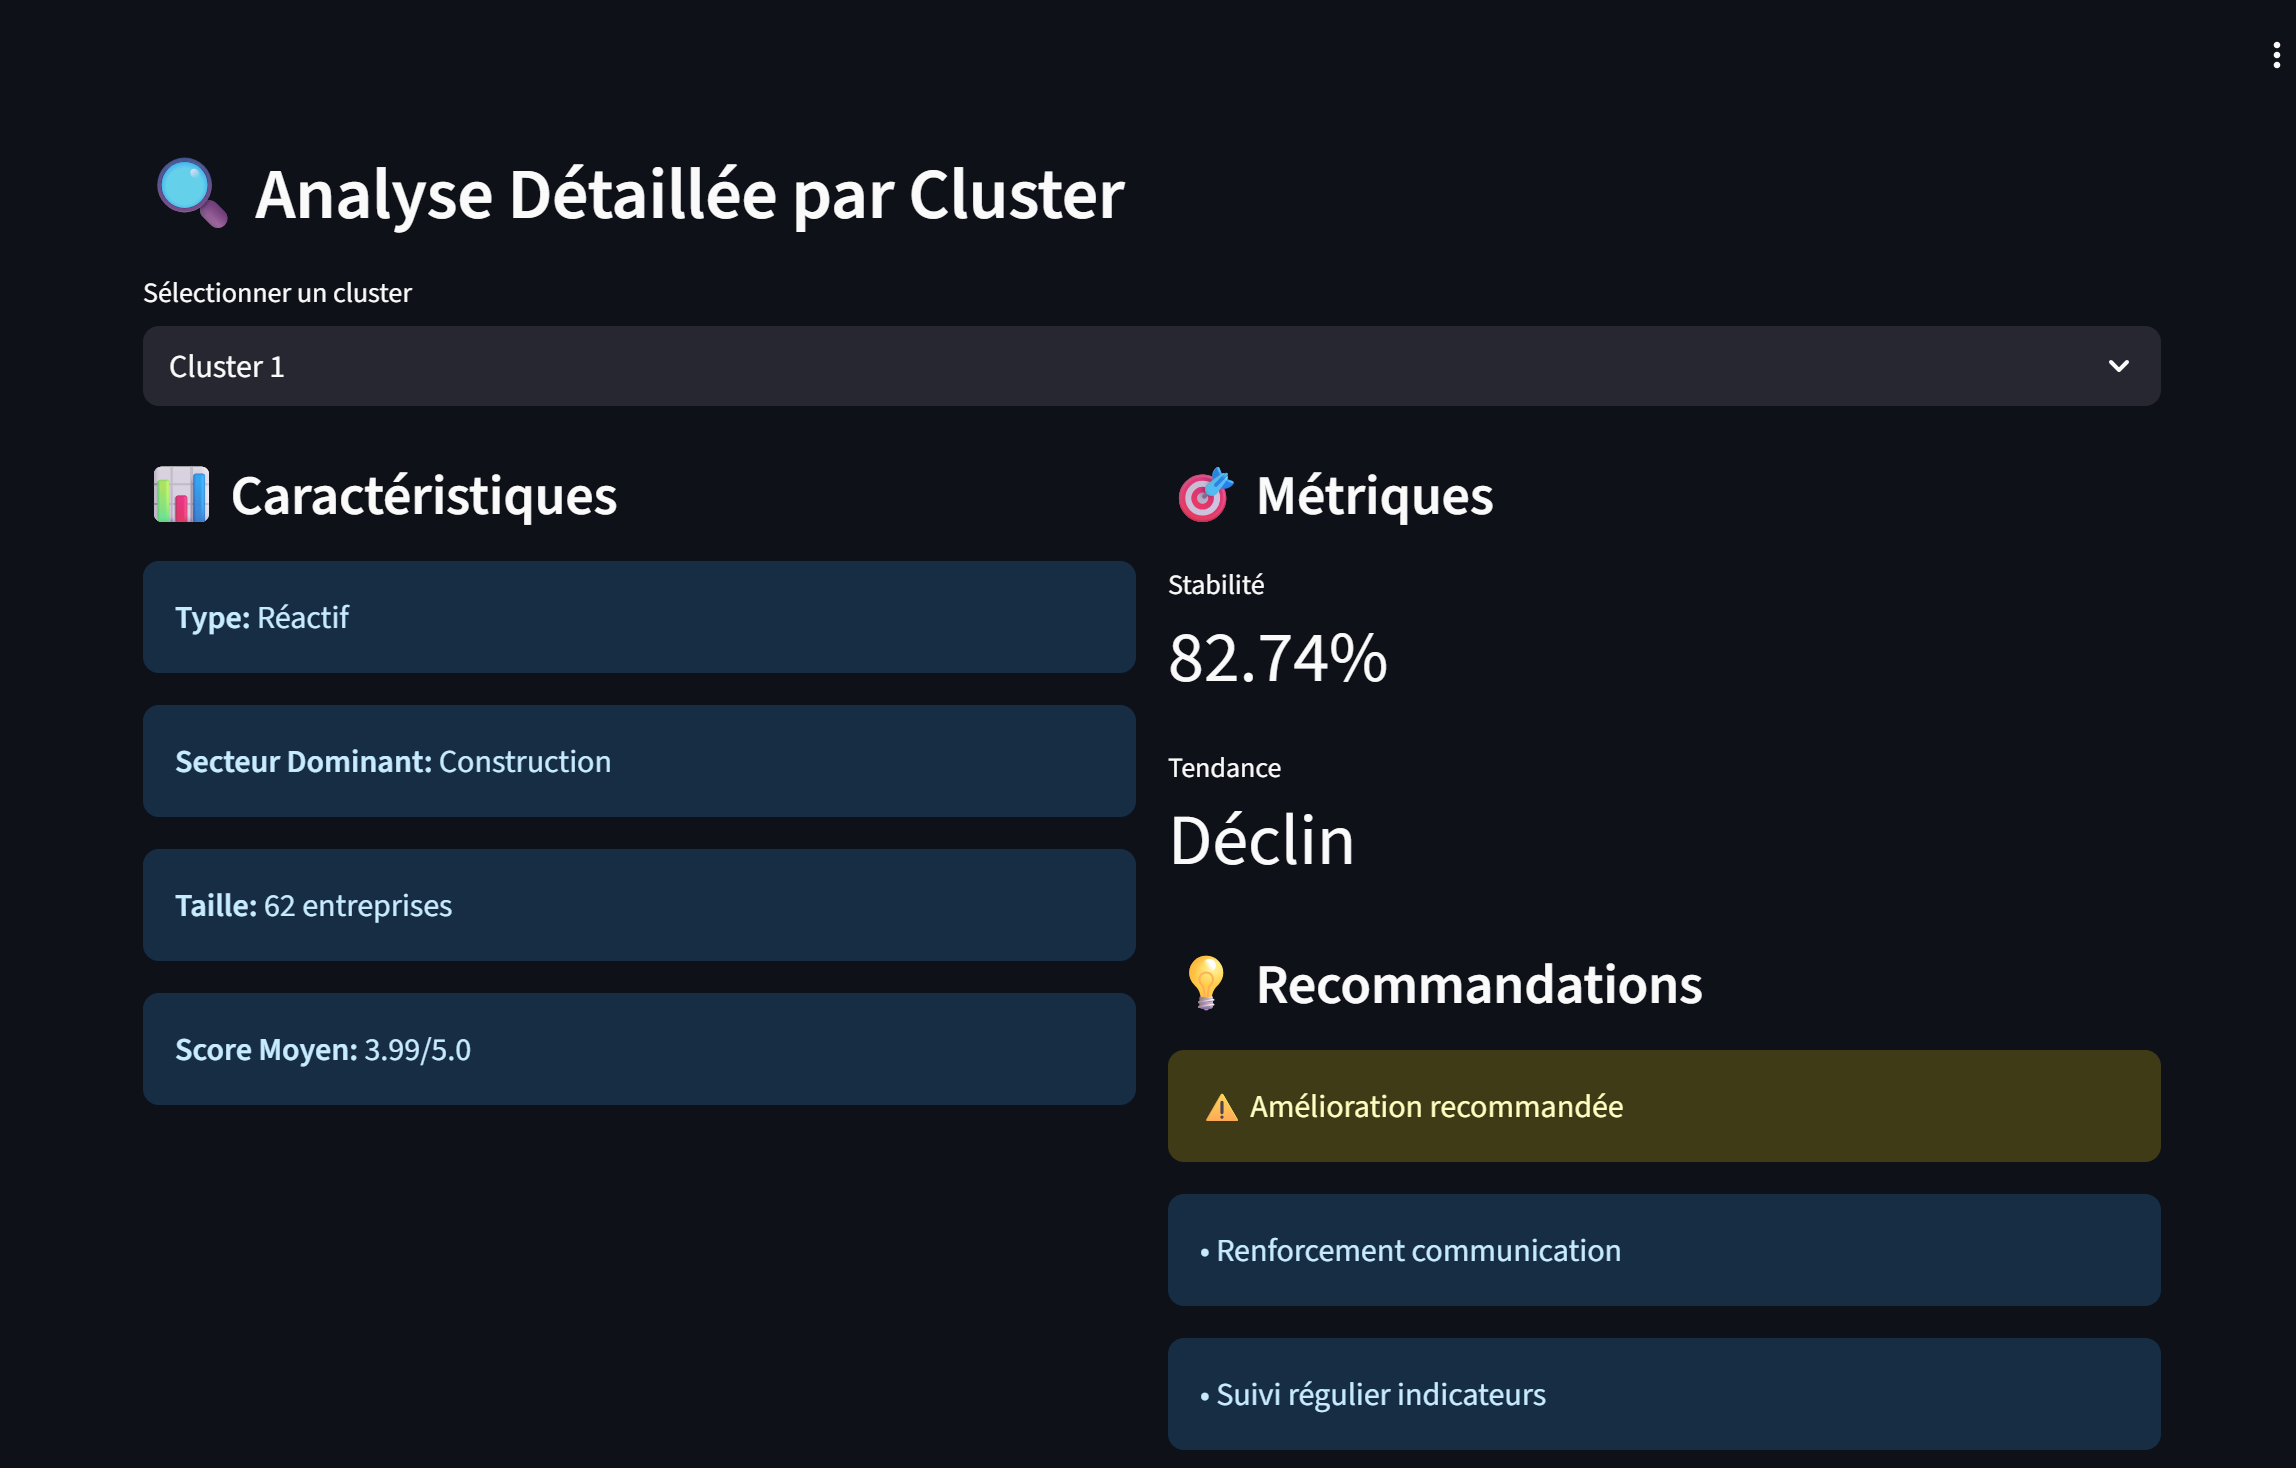 Analyse Détaillée par Cluster
Sélectionner un cluster
Cluster 1
Caractéristiques
Type: Réactif
Secteur Dominant: Construction
Taille: 62 entreprises
Score Moyen: 3.99/5.0
Métriques
Stabilité
82.74%
Tendance
Déclin
Recommandations
Amélioration recommandée
• Renforcement communication
• Suivi régulier indicateurs